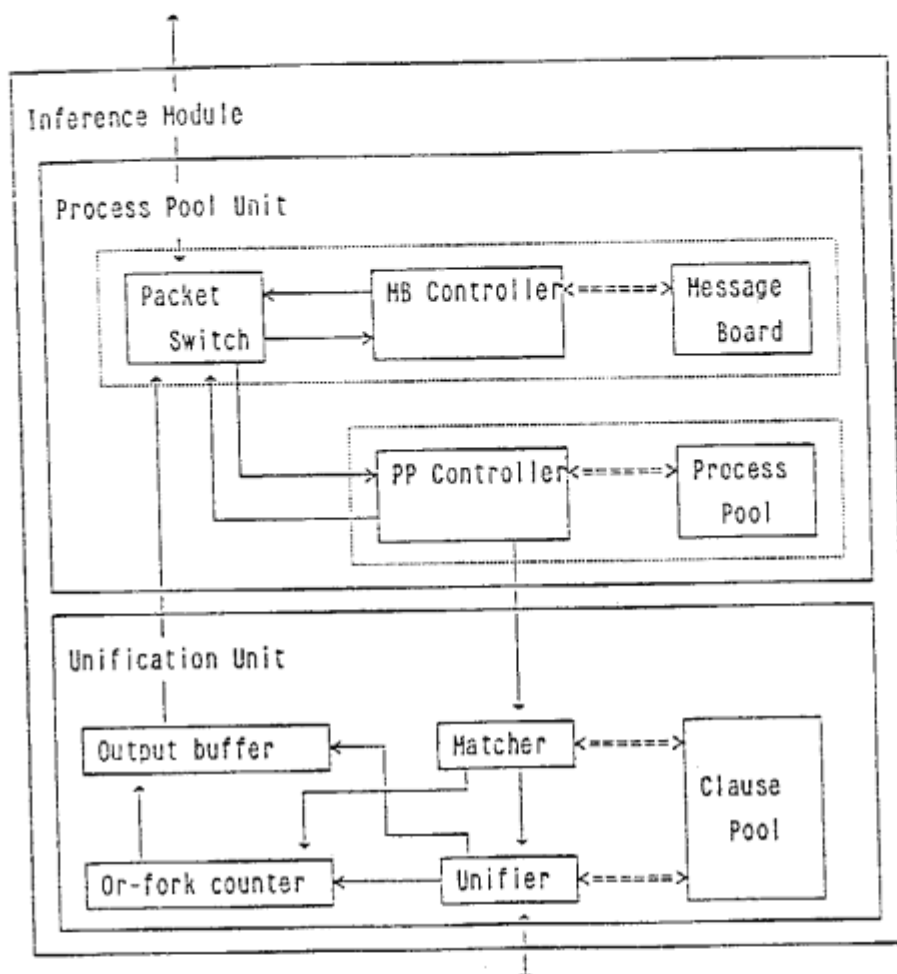 Inference Module
Process Pool Unit
Packet
Switch
MB Controller
Message
Board
PP Controller
Process
Pool
Unification Unit
Output buffer
Matcher
Clause
Pool
Or-fork counter
Unifier